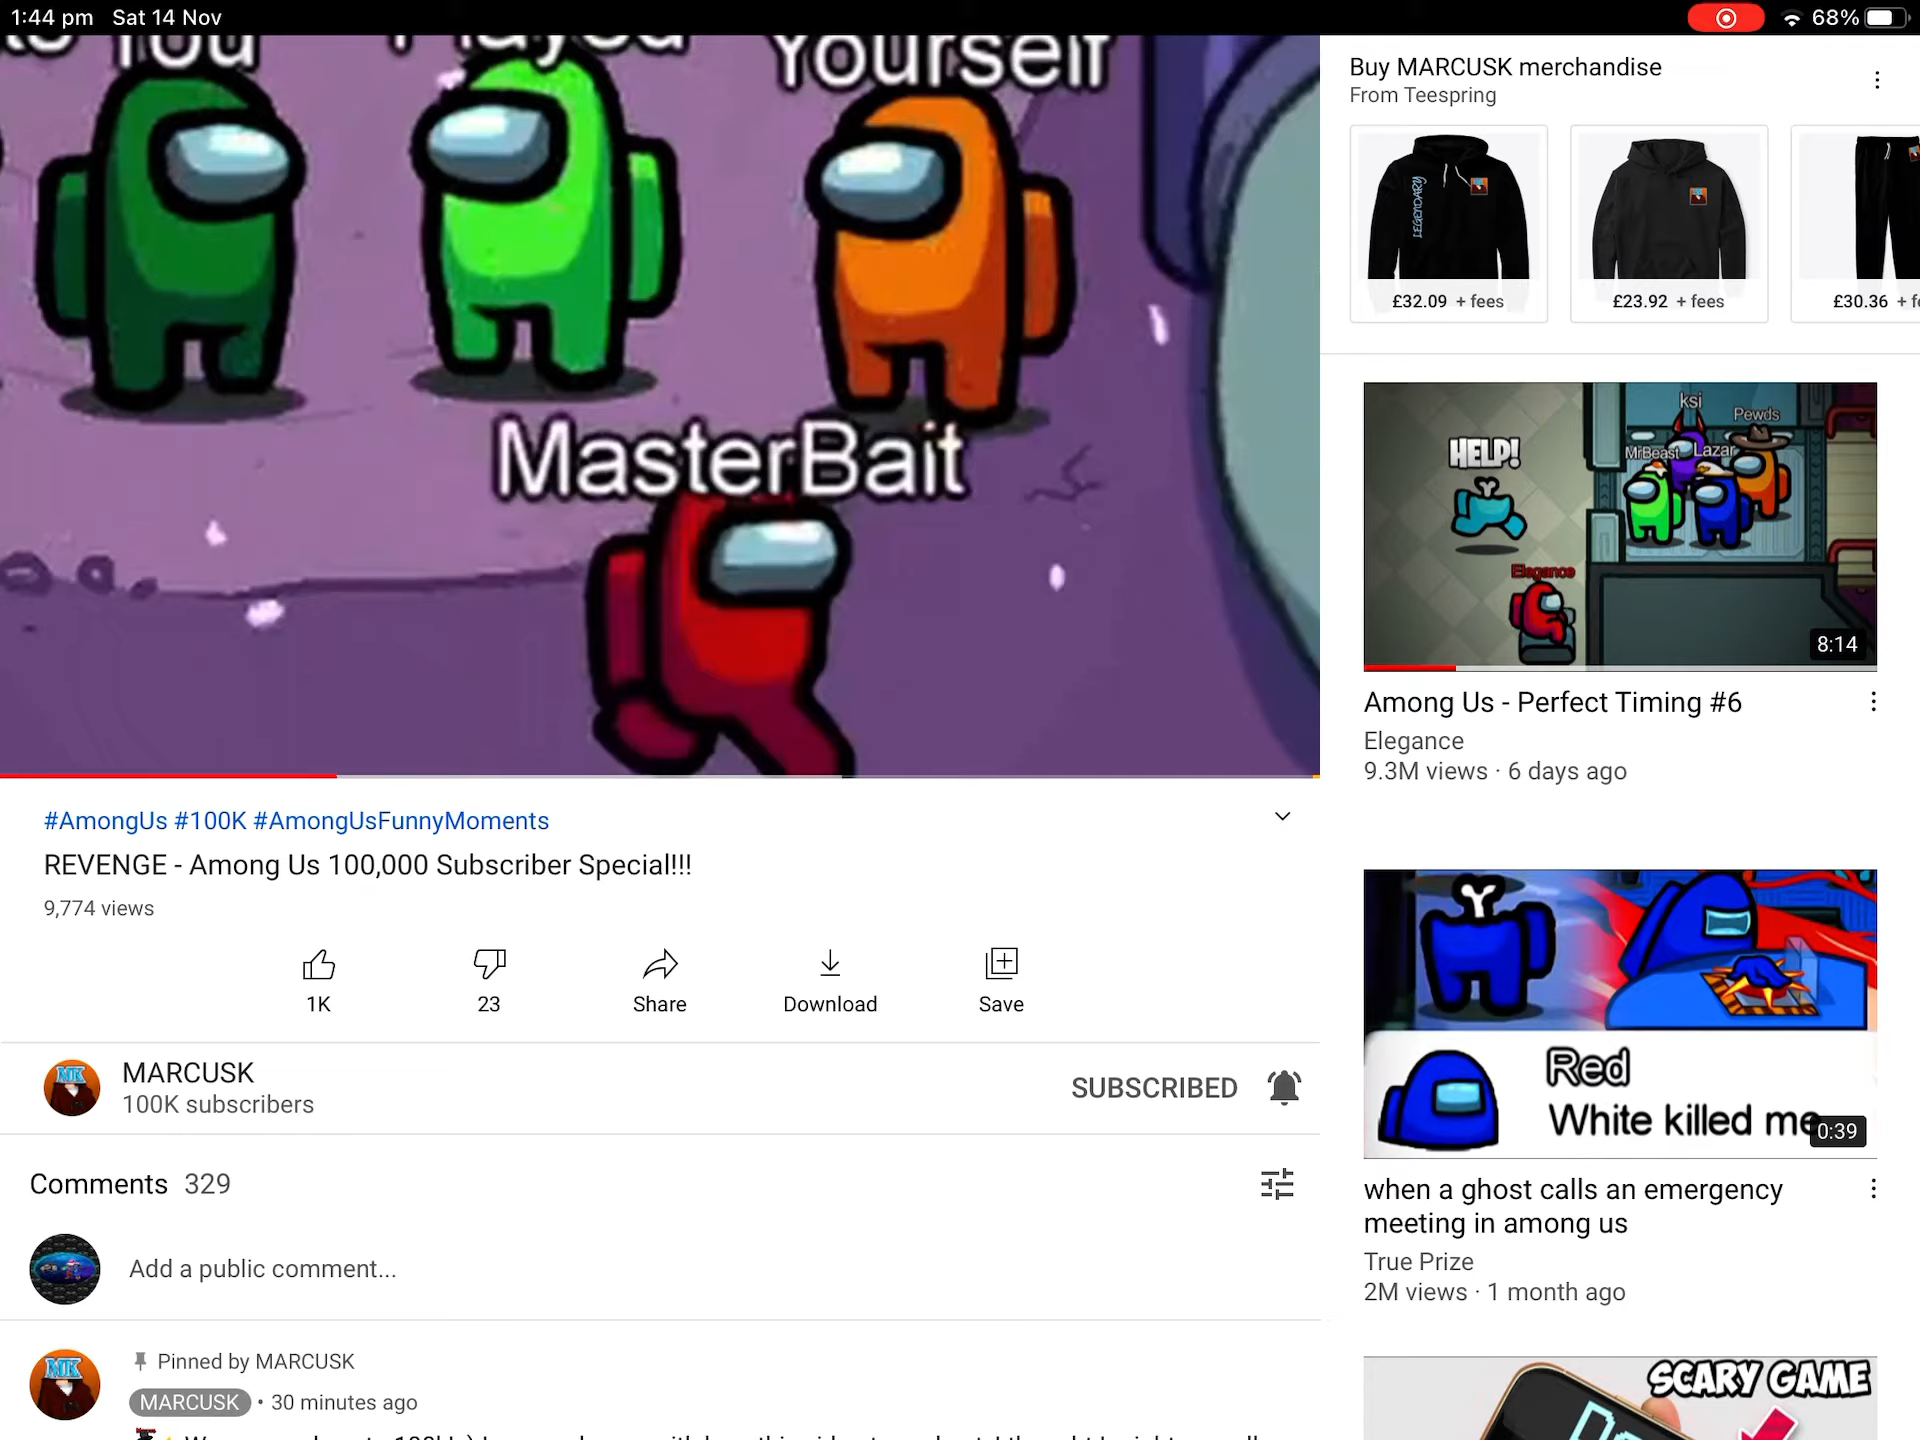 1:44 pm Sat 14 Nov
68%
You Played Yourself
MasterBait
#AmongUs #100K #AmongUsFunnyMoments
REVENGE - Among Us 100,000 Subscriber Special!!!
9,774 views
1K
23
Share
Download
Save
MARCUSK
100K subscribers
SUBSCRIBED
Comments 329
Add a public comment...
Pinned by MARCUSK
MARCUSK • 30 minutes ago
Buy MARCUSK merchandise
From Teespring
LEGENDARY
£32.09 + fees
£23.92 + fees
£30.36
ksi
Pewds
HELP!
MrBeast
Lazar
Elegance
8:14
Among Us - Perfect Timing #6
Elegance
9.3M views · 6 days ago
Red
White killed me
0:39
when a ghost calls an emergency
meeting in among us
True Prize
2M views · 1 month ago
SCARY GAME